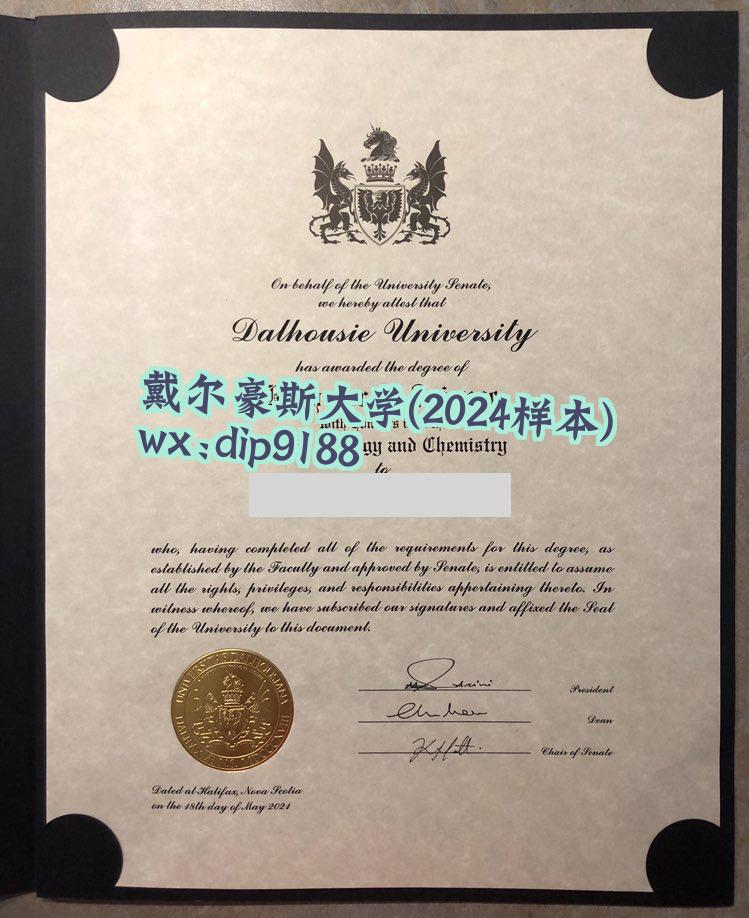 On behalf of the University Senate,
we hereby attest that
Dalhousie University
has awarded the degree of
戴尔豪斯大学(2024样本)
wx:dip9188
and Chemistry
to
who, having completed all of the requirements for this degree, as
established by the Faculty and approved by Senate, is entitled to assume
all the rights, privileges, and responsibilities appertaining thereto. In
witness whereof, we have subscribed our signatures and affixed the Seal
of the University to this document.
President
Dean
Chair of Senate
Dated at Halifax, Nova Scotia
on the 18th day of May 2021